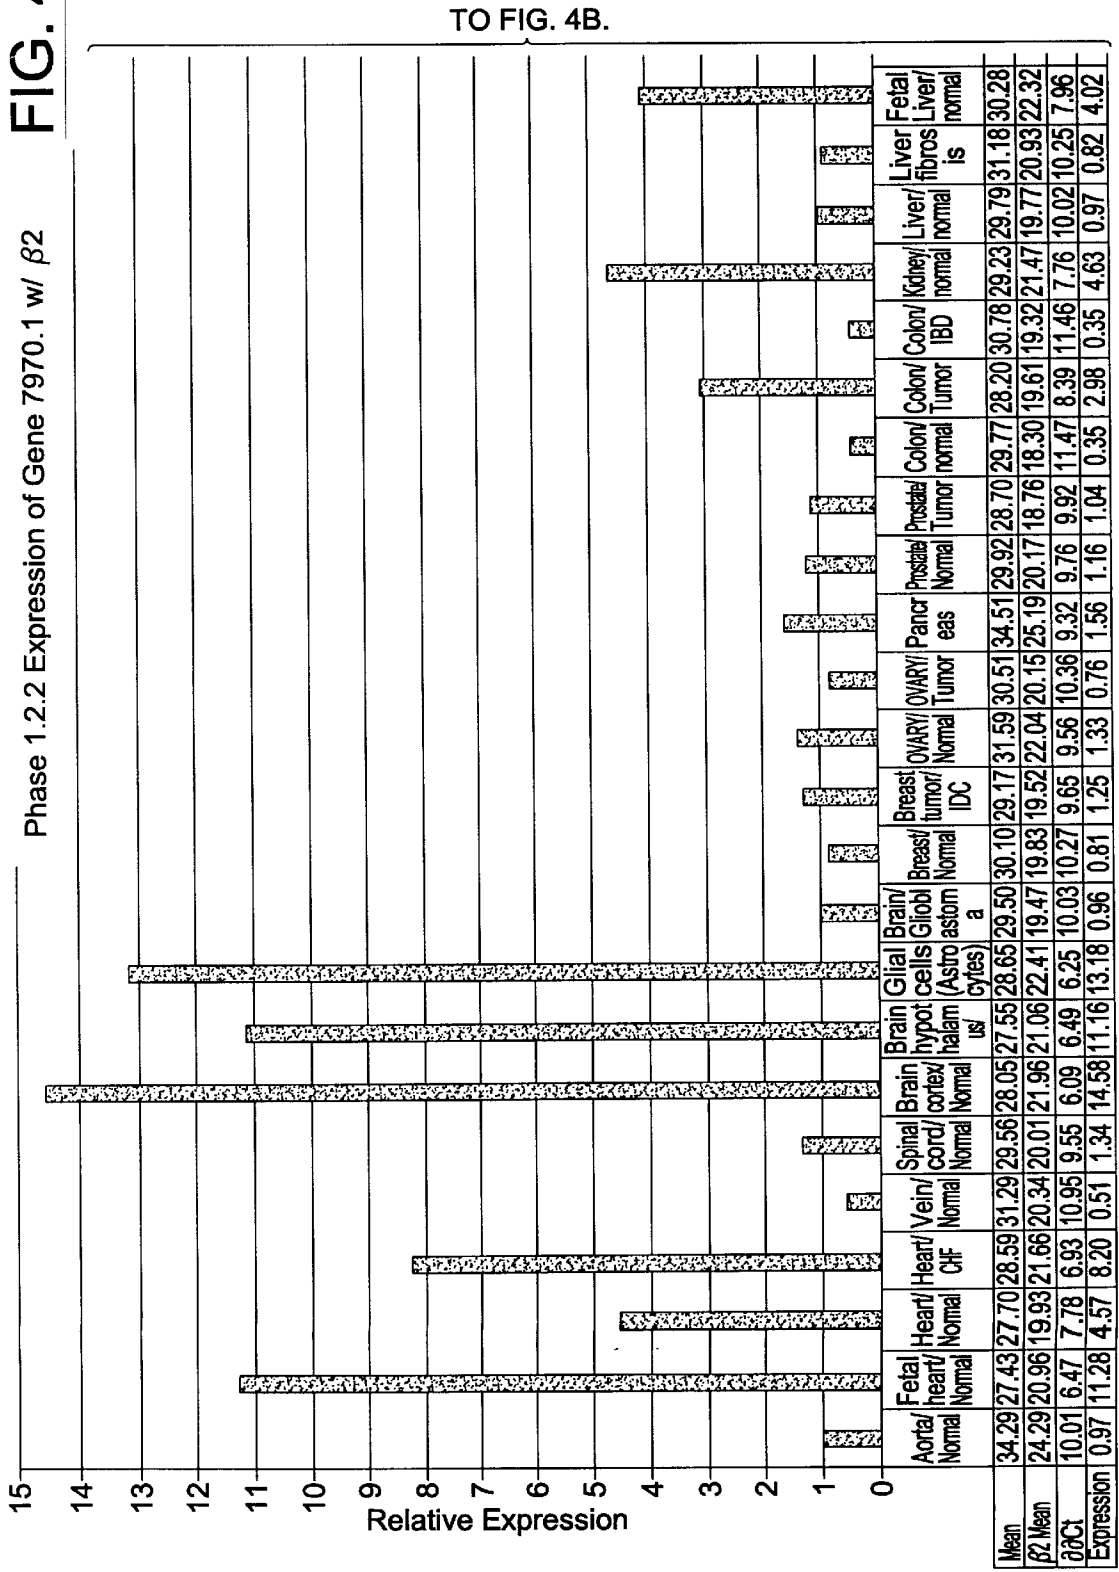 FIG. 4
TO FIG. 4B.
Phase 1.2.2 Expression of Gene 7970.1 w/ β2
Relative Expression
15
14
13
12
11
10
9
8
7
6
5
4
3
2
1
0
Aorta/ Normal
Fetal heart/ Normal
Heart/ Normal
Heart/ CHF
Vein/ Normal
Spinal cord/ Normal
Brain cortex/ Normal
Brain hypot halam us/
Glial cells (Astro cytes)
Brain/ Gliobl astom a
Breast/ Normal
Breast tumor/ IDC
OVARY/ Normal
OVARY/ Tumor
Pancr eas
Prostate/ Normal
Prostate/ Tumor
Colon/ normal
Colon/ Tumor
Colon/ IBD
Kidney/ normal
Liver/ normal
Liver fibros is
Fetal Liver/ normal
Mean 34.29 27.43 27.70 28.59 31.29 29.56 28.05 27.55 28.65 29.50 30.10 29.17 31.59 30.51 34.51 29.92 28.70 29.77 28.20 30.78 29.23 29.79 31.18 30.28
β2 Mean 24.29 20.96 19.93 21.66 20.34 20.01 21.96 21.06 22.41 19.47 19.83 19.52 22.04 20.15 25.19 20.17 18.76 18.30 19.61 19.32 21.47 19.77 20.93 22.32
∂∂Ct 10.01 6.47 7.78 6.93 10.95 9.55 6.09 6.49 6.25 10.03 10.27 9.65 9.56 10.36 9.32 9.76 9.92 11.47 8.39 11.46 7.76 10.02 10.25 7.96
Expression 0.97 11.28 4.57 8.20 0.51 1.34 14.58 11.16 13.18 0.96 0.81 1.25 1.33 0.76 1.56 1.16 1.04 0.35 2.98 0.35 4.63 0.97 0.82 4.02